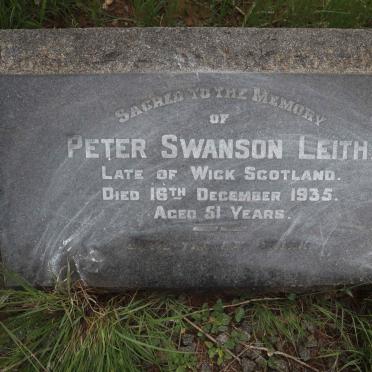 Sacred to the Memory
OF
PETER SWANSON LEITH
LATE OF WICK SCOTLAND.
DIED 16TH DECEMBER 1935.
AGED 51 YEARS.